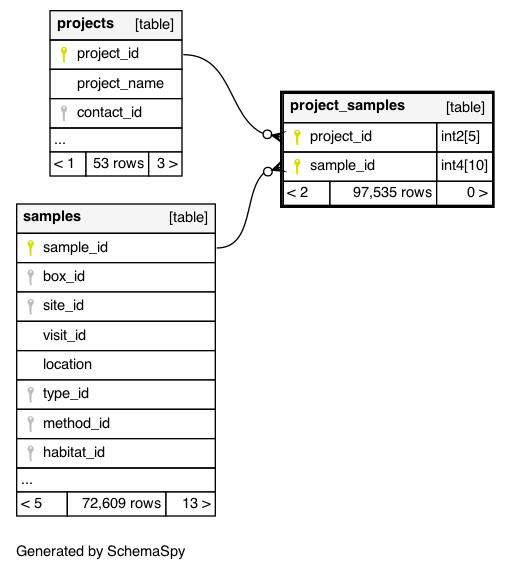 projects [table]
project_id
project_name
contact_id
...
< 1 53 rows 3 >
project_samples [table]
project_id int2[5]
sample_id int4[10]
< 2 97,535 rows 0 >
samples [table]
sample_id
box_id
site_id
visit_id
location
type_id
method_id
habitat_id
...
< 5 72,609 rows 13 >
Generated by SchemaSpy